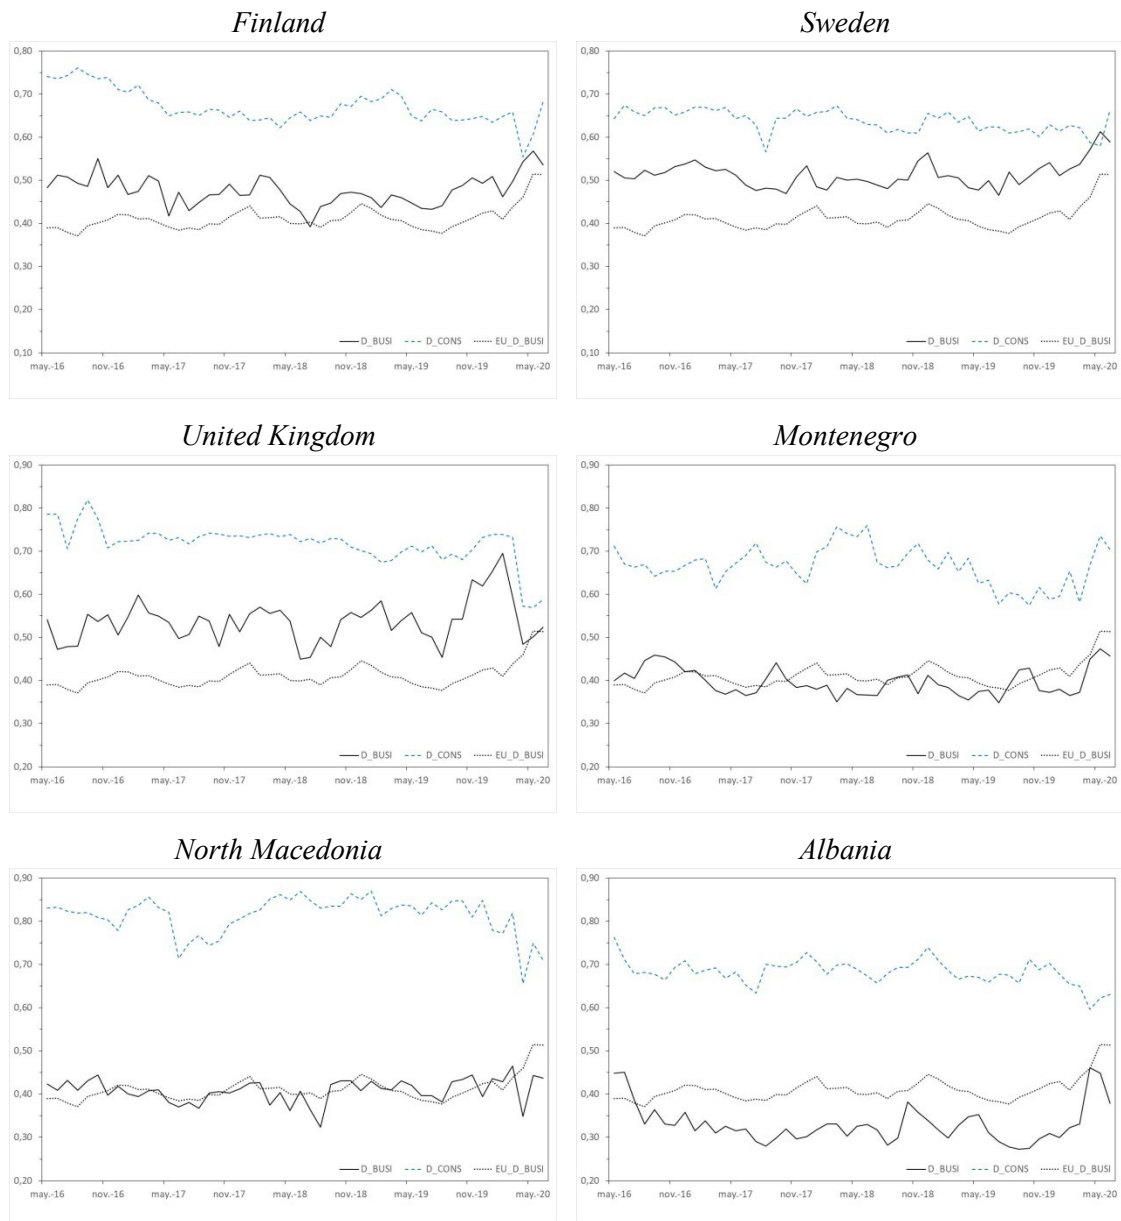 Finland
0,80
0,70
0,60
0,50
0,40
0,30
0,20
0,10
D_BUSI D_CONS EU_D_BUSI
may.-16 nov.-16 may.-17 nov.-17 may.-18 nov.-18 may.-19 nov.-19 may.-20
Sweden
0,80
0,70
0,60
0,50
0,40
0,30
0,20
0,10
D_BUSI D_CONS EU_D_BUSI
may.-16 nov.-16 may.-17 nov.-17 may.-18 nov.-18 may.-19 nov.-19 may.-20
United Kingdom
0,90
0,80
0,70
0,60
0,50
0,40
0,30
0,20
D_BUSI D_CONS EU_D_BUSI
may.-16 nov.-16 may.-17 nov.-17 may.-18 nov.-18 may.-19 nov.-19 may.-20
Montenegro
0,90
0,80
0,70
0,60
0,50
0,40
0,30
0,20
D_BUSI D_CONS EU_D_BUSI
may.-16 nov.-16 may.-17 nov.-17 may.-18 nov.-18 may.-19 nov.-19 may.-20
North Macedonia
0,90
0,80
0,70
0,60
0,50
0,40
0,30
0,20
D_BUSI D_CONS EU_D_BUSI
may.-16 nov.-16 may.-17 nov.-17 may.-18 nov.-18 may.-19 nov.-19 may.-20
Albania
0,90
0,80
0,70
0,60
0,50
0,40
0,30
0,20
D_BUSI D_CONS EU_D_BUSI
may.-16 nov.-16 may.-17 nov.-17 may.-18 nov.-18 may.-19 nov.-19 may.-20